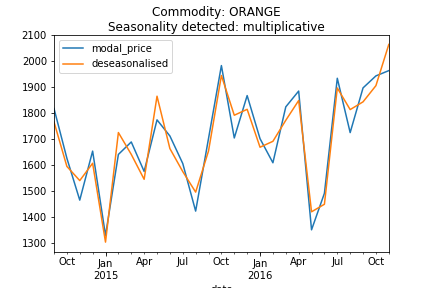 Commodity: ORANGE
Seasonality detected: multiplicative
modal_price
deseasonalised
2100
2000
1900
1800
1700
1600
1500
1400
1300
Oct
Jan
2015
Apr
Jul
Oct
Jan
2016
Apr
Jul
Oct